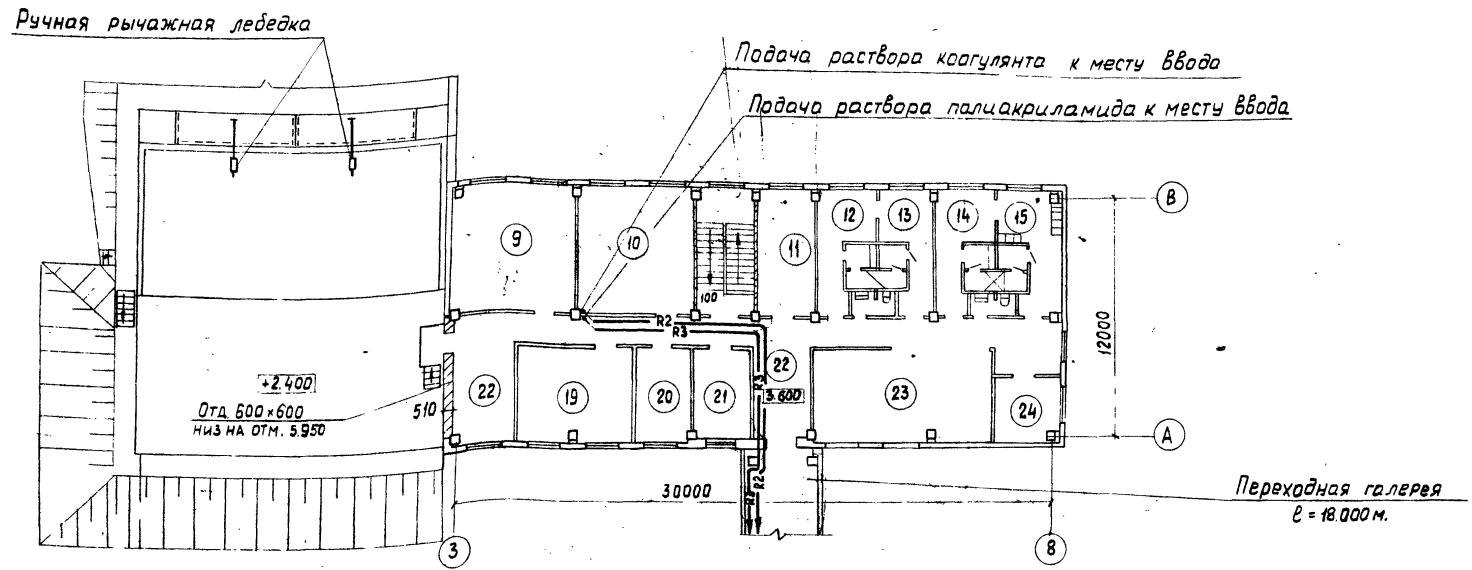 Ручная рычажная лебедка
Подача раствора коагулянта к месту ввода
Подача раствора палиакриламида к месту ввода
В
9
10
11
12
13
14
15
100
R2
R3
12000
+2.400
Отд. 600×600
низ на отм. 5.950
510
22
19
20
21
R3
22
3.600
23
24
А
30000
R2
Переходная галерея
ℓ = 18.000 м.
3
8